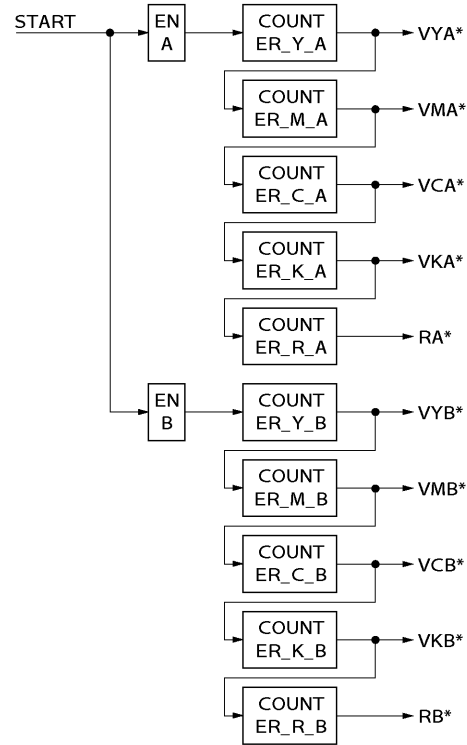 START
EN
A
COUNT
ER_Y_A
VYA*
COUNT
ER_M_A
VMA*
COUNT
ER_C_A
VCA*
COUNT
ER_K_A
VKA*
COUNT
ER_R_A
RA*
EN
B
COUNT
ER_Y_B
VYB*
COUNT
ER_M_B
VMB*
COUNT
ER_C_B
VCB*
COUNT
ER_K_B
VKB*
COUNT
ER_R_B
RB*